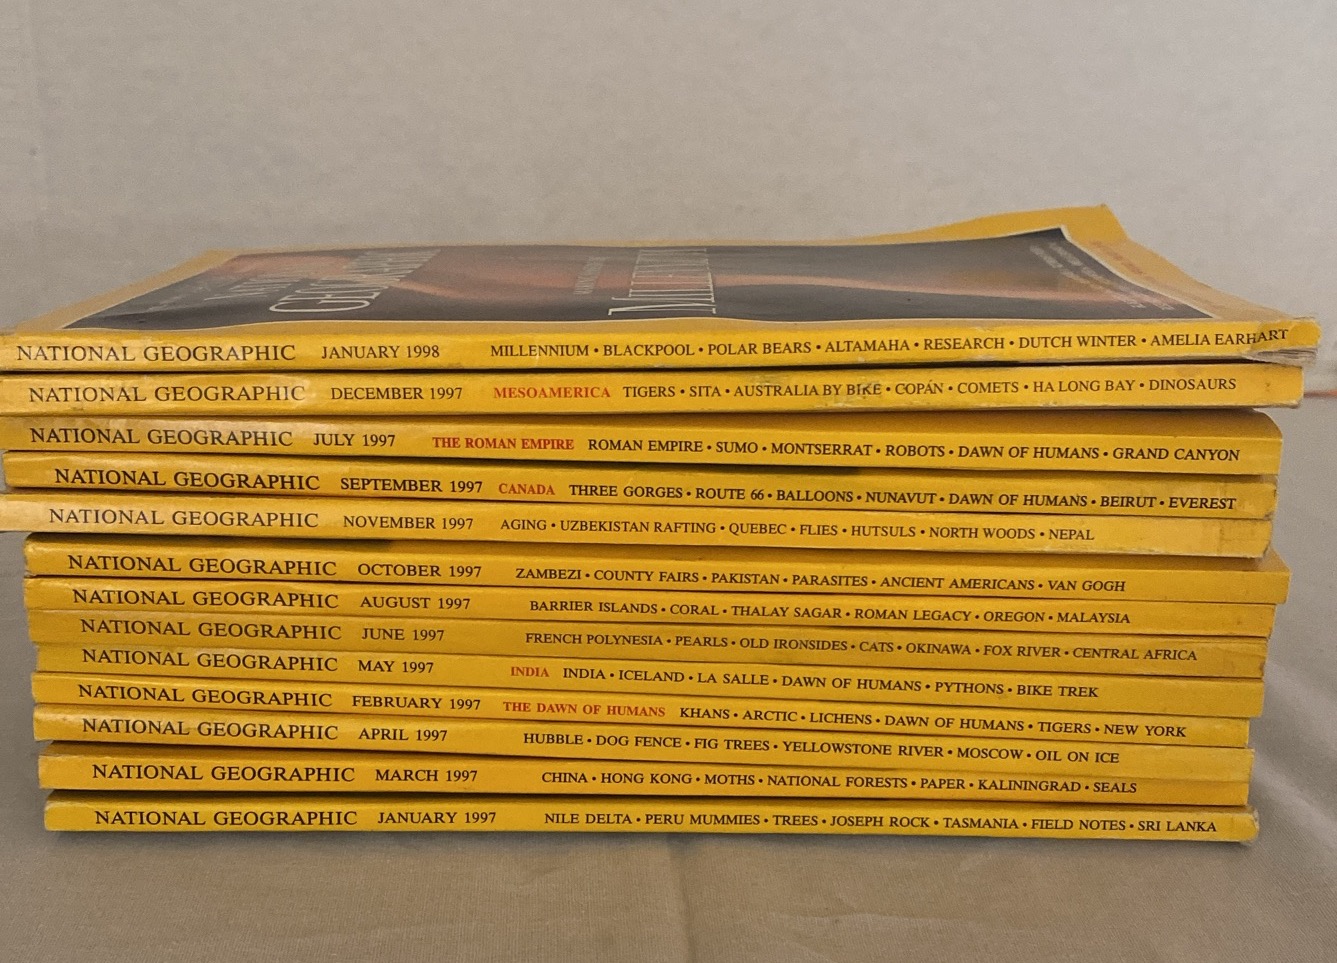 GEOGRAPHIC
MILLENNIUM
NATIONAL GEOGRAPHIC JANUARY 1998 MILLENNIUM • BLACKPOOL • POLAR BEARS • ALTAMAHA • RESEARCH • DUTCH WINTER • AMELIA EARHART
NATIONAL GEOGRAPHIC DECEMBER 1997 MESOAMERICA TIGERS • SITA • AUSTRALIA BY BIKE • COPÁN • COMETS • HA LONG BAY • DINOSAURS
NATIONAL GEOGRAPHIC JULY 1997 THE ROMAN EMPIRE ROMAN EMPIRE • SUMO • MONTSERRAT • ROBOTS • DAWN OF HUMANS • GRAND CANYON
NATIONAL GEOGRAPHIC SEPTEMBER 1997 CANADA THREE GORGES • ROUTE 66 • BALLOONS • NUNAVUT • DAWN OF HUMANS • BEIRUT • EVEREST
NATIONAL GEOGRAPHIC NOVEMBER 1997 AGING • UZBEKISTAN RAFTING • QUEBEC • FLIES • HUTSULS • NORTH WOODS • NEPAL
NATIONAL GEOGRAPHIC OCTOBER 1997 ZAMBEZI • COUNTY FAIRS • PAKISTAN • PARASITES • ANCIENT AMERICANS • VAN GOGH
NATIONAL GEOGRAPHIC AUGUST 1997 BARRIER ISLANDS • CORAL • THALAY SAGAR • ROMAN LEGACY • OREGON • MALAYSIA
NATIONAL GEOGRAPHIC JUNE 1997 FRENCH POLYNESIA • PEARLS • OLD IRONSIDES • CATS • OKINAWA • FOX RIVER • CENTRAL AFRICA
NATIONAL GEOGRAPHIC MAY 1997 INDIA INDIA • ICELAND • LA SALLE • DAWN OF HUMANS • PYTHONS • BIKE TREK
NATIONAL GEOGRAPHIC FEBRUARY 1997 THE DAWN OF HUMANS KHANS • ARCTIC • LICHENS • DAWN OF HUMANS • TIGERS • NEW YORK
NATIONAL GEOGRAPHIC APRIL 1997 HUBBLE • DOG FENCE • FIG TREES • YELLOWSTONE RIVER • MOSCOW • OIL ON ICE
NATIONAL GEOGRAPHIC MARCH 1997 CHINA • HONG KONG • MOTHS • NATIONAL FORESTS • PAPER • KALININGRAD • SEALS
NATIONAL GEOGRAPHIC JANUARY 1997 NILE DELTA • PERU MUMMIES • TREES • JOSEPH ROCK • TASMANIA • FIELD NOTES • SRI LANKA